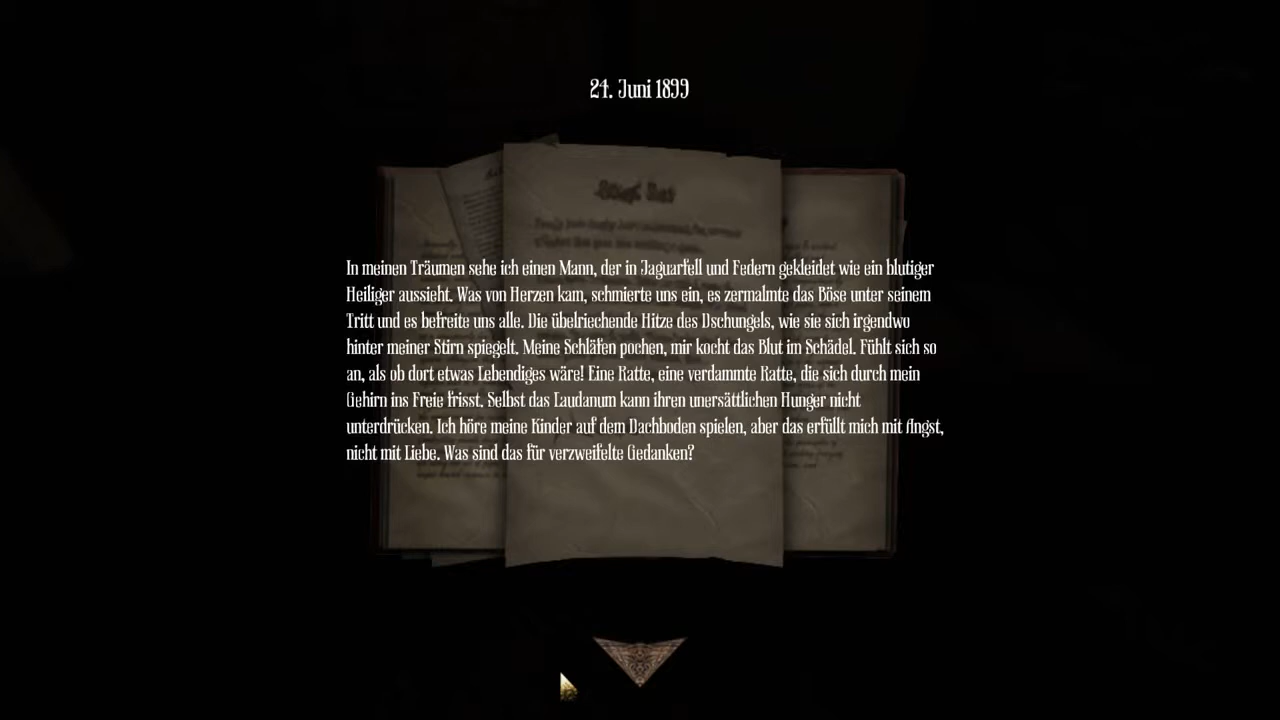 24. Juni 1899
In meinen Träumen sehe ich einen Mann, der in Jaguarfell und Federn gekleidet wie ein blutiger
Heiliger aussieht. Was von Herzen kam, schmierte uns ein, es zermalmte das Böse unter seinem
Tritt und es befreite uns alle. Die übelriechende Hitze des Dschungels, wie sie sich irgendwo
hinter meiner Stirn spiegelt. Meine Schläfen pochen, mir kocht das Blut im Schädel. Fühlt sich so
an, als ob dort etwas Lebendiges wäre! Eine Ratte, eine verdammte Ratte, die sich durch mein
Gehirn ins Freie frisst. Selbst das Laudanum kann ihren unersättlichen Hunger nicht
unterdrücken. Ich höre meine Kinder auf dem Dachboden spielen, aber das erfüllt mich mit Angst,
nicht mit Liebe. Was sind das für verzweifelte Gedanken?